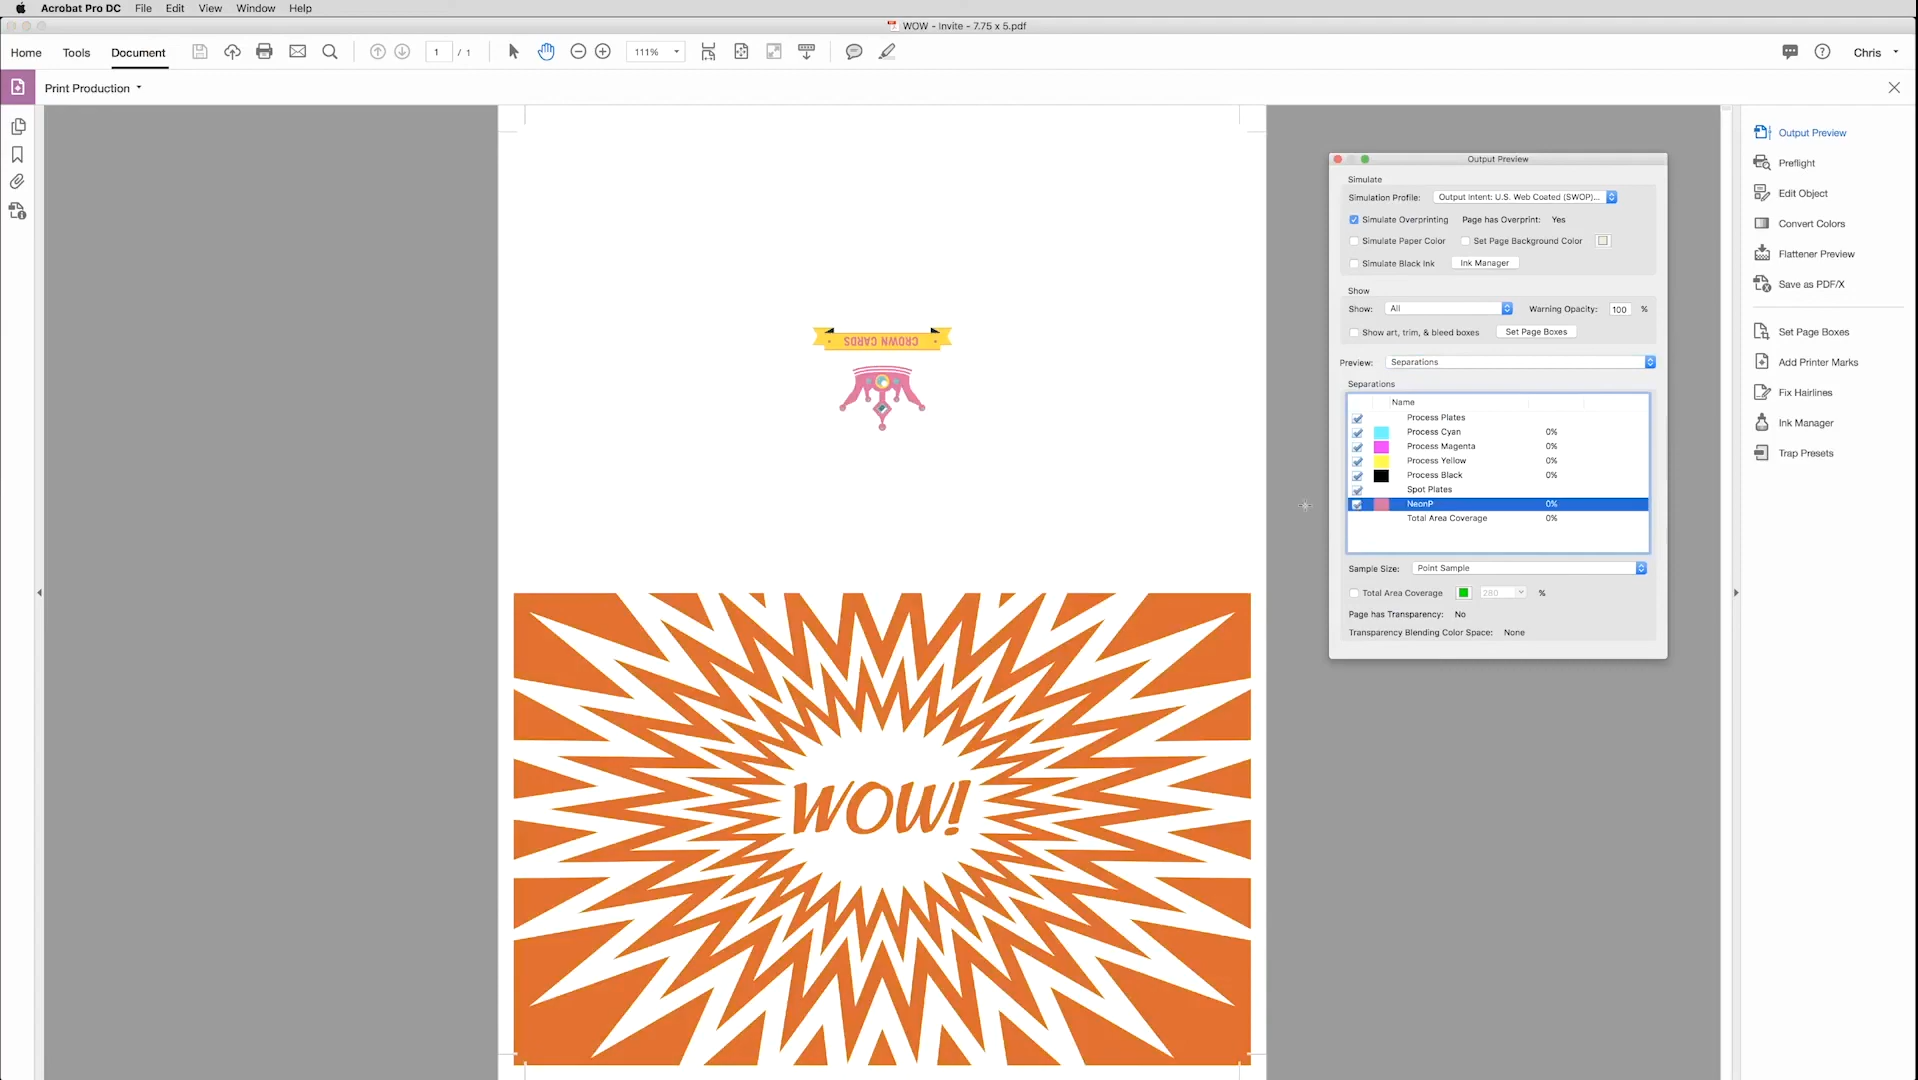 Acrobat Pro DC File Edit View Window Help
WOW - Invite - 7.75 x 5.pdf
Home Tools Document 1 / 1 111% Chris
Print Production
CROWN CARDS
WOW!
Output Preview
Simulate
Simulation Profile: Output Intent: U.S. Web Coated (SWOP)...
Simulate Overprinting Page has Overprint: Yes
Simulate Paper Color Set Page Background Color
Simulate Black Ink Ink Manager
Show
Show: All Warning Opacity: 100 %
Show art, trim, & bleed boxes Set Page Boxes
Preview: Separations
Separations
Name
Process Plates
Process Cyan 0%
Process Magenta 0%
Process Yellow 0%
Process Black 0%
Spot Plates
NeonP 0%
Total Area Coverage 0%
Sample Size: Point Sample
Total Area Coverage 280 %
Page has Transparency: No
Transparency Blending Color Space: None
Output Preview
Preflight
Edit Object
Convert Colors
Flattener Preview
Save as PDF/X
Set Page Boxes
Add Printer Marks
Fix Hairlines
Ink Manager
Trap Presets